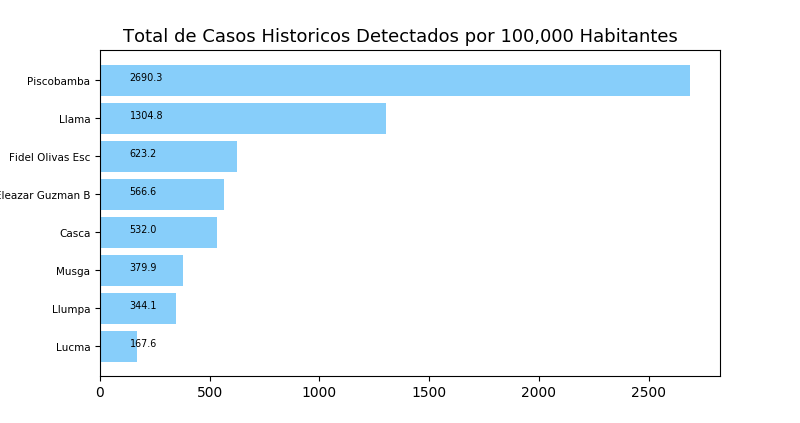 Total de Casos Historicos Detectados por 100,000 Habitantes
Piscobamba 2690.3
Llama 1304.8
Fidel Olivas Esc 623.2
Guzman B 566.6
Casca 532.0
Musga 379.9
Llumpa 344.1
Lucma 167.6
0 500 1000 1500 2000 2500